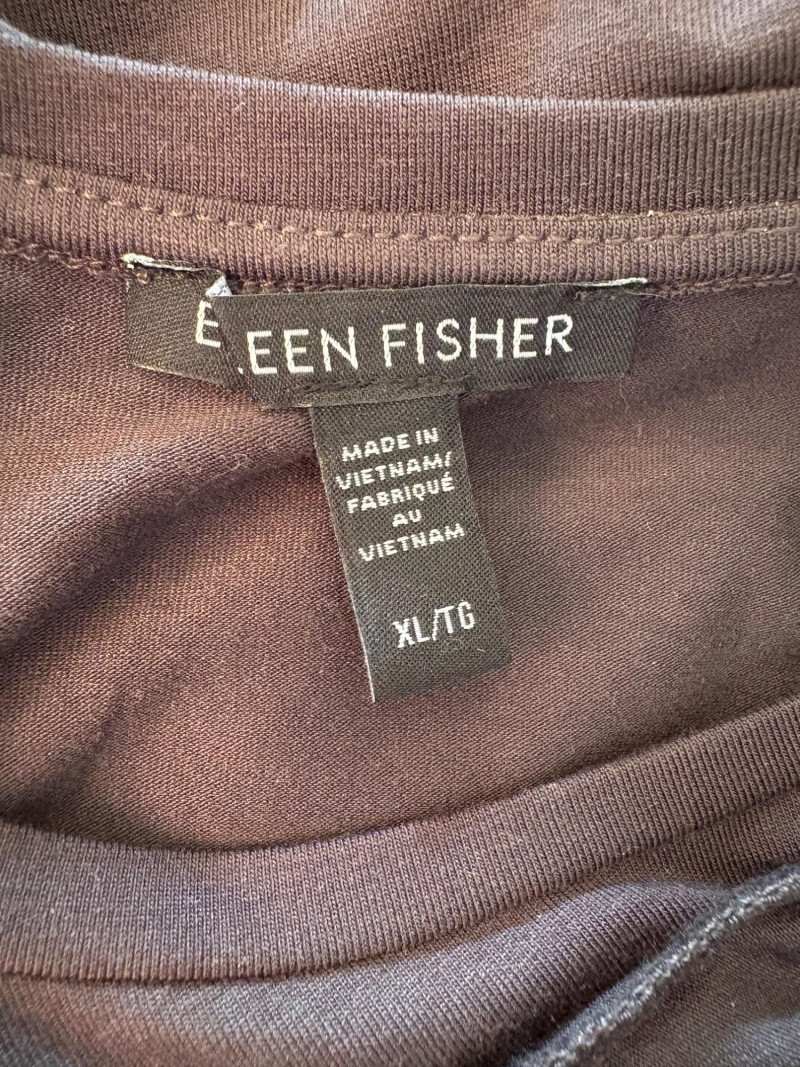 E .EEN FISHER
MADE IN
VIETNAM/
FABRIQUÉ
AU
VIETNAM
XL/TG